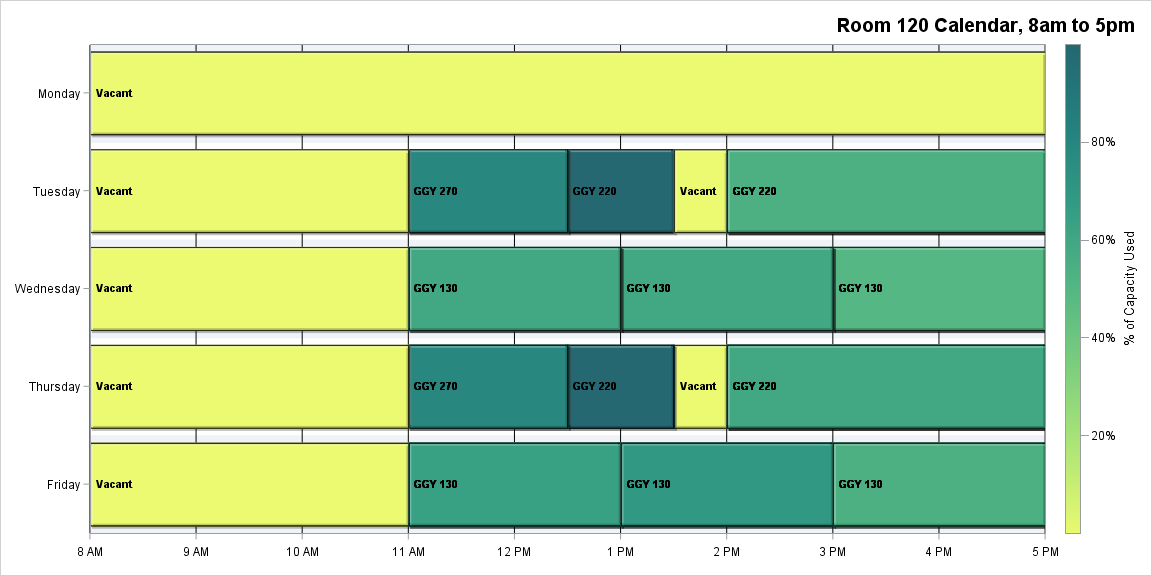 Room 120 Calendar, 8am to 5pm
Monday
Vacant
Tuesday
Vacant
GGY 270
GGY 220
Vacant
GGY 220
Wednesday
Vacant
GGY 130
GGY 130
GGY 130
Thursday
Vacant
GGY 270
GGY 220
Vacant
GGY 220
Friday
Vacant
GGY 130
GGY 130
GGY 130
8 AM
9 AM
10 AM
11 AM
12 PM
1 PM
2 PM
3 PM
4 PM
5 PM
80%
60%
40%
20%
% of Capacity Used